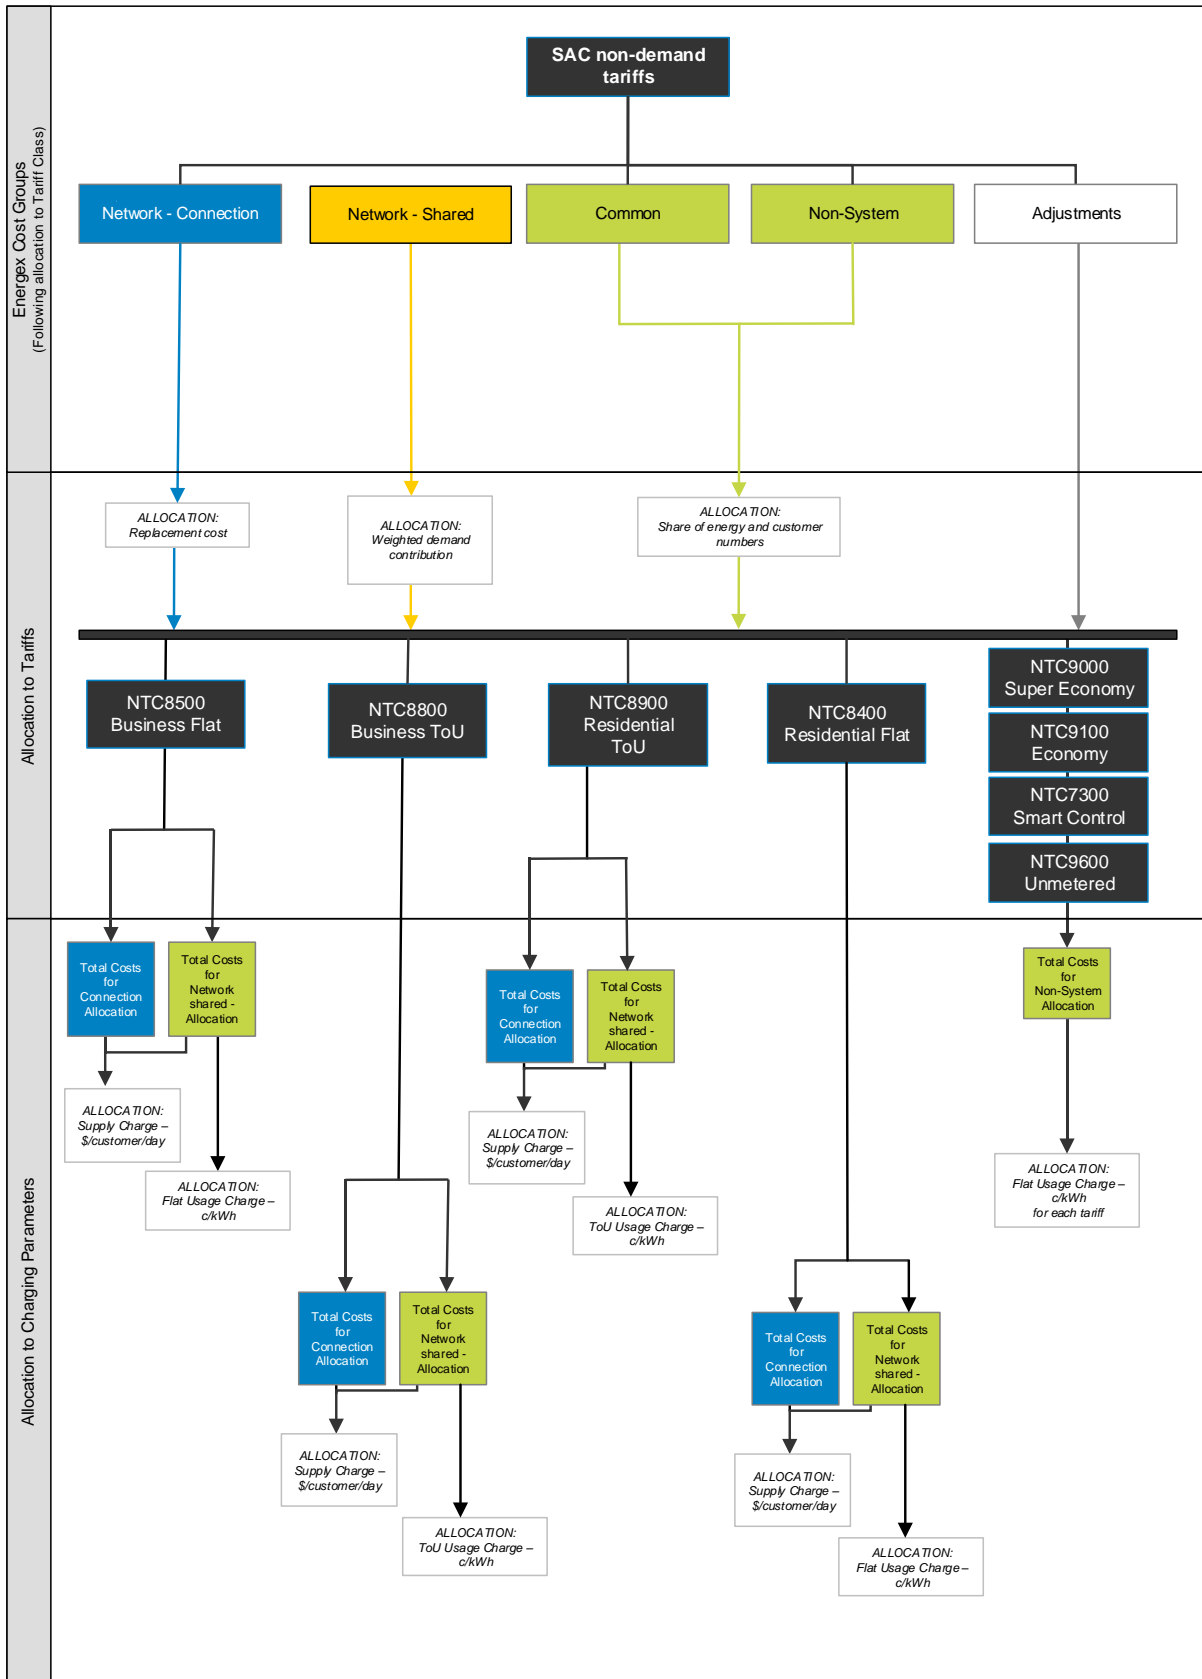 SAC non-demand
tariffs
Energex Cost Groups
(Following allocation to Tariff Class)
Network - Connection
Network - Shared
Common
Non-System
Adjustments
Allocation to Tariffs
ALLOCATION:
Replacement cost
ALLOCATION:
Weighted demand
contribution
ALLOCATION:
Share of energy and customer
numbers
NTC8500
Business Flat
NTC8800
Business ToU
NTC8900
Residential
ToU
NTC8400
Residential Flat
NTC9000
Super Economy
NTC9100
Economy
NTC7300
Smart Control
NTC9600
Unmetered
Allocation to Charging Parameters
Total Costs
for
Connection
Allocation
Total Costs
for
Network
shared -
Allocation
ALLOCATION:
Supply Charge –
$/customer/day
ALLOCATION:
Flat Usage Charge –
c/kWh
Total Costs
for
Connection
Allocation
Total Costs
for
Network
shared -
Allocation
ALLOCATION:
Supply Charge –
$/customer/day
ALLOCATION:
ToU Usage Charge –
c/kWh
Total Costs
for
Connection
Allocation
Total Costs
for
Network
shared -
Allocation
ALLOCATION:
Supply Charge –
$/customer/day
ALLOCATION:
ToU Usage Charge –
c/kWh
Total Costs
for
Connection
Allocation
Total Costs
for
Network
shared -
Allocation
ALLOCATION:
Supply Charge –
$/customer/day
ALLOCATION:
Flat Usage Charge –
c/kWh
Total Costs
for
Non-System
Allocation
ALLOCATION:
Flat Usage Charge –
c/kWh
for each tariff